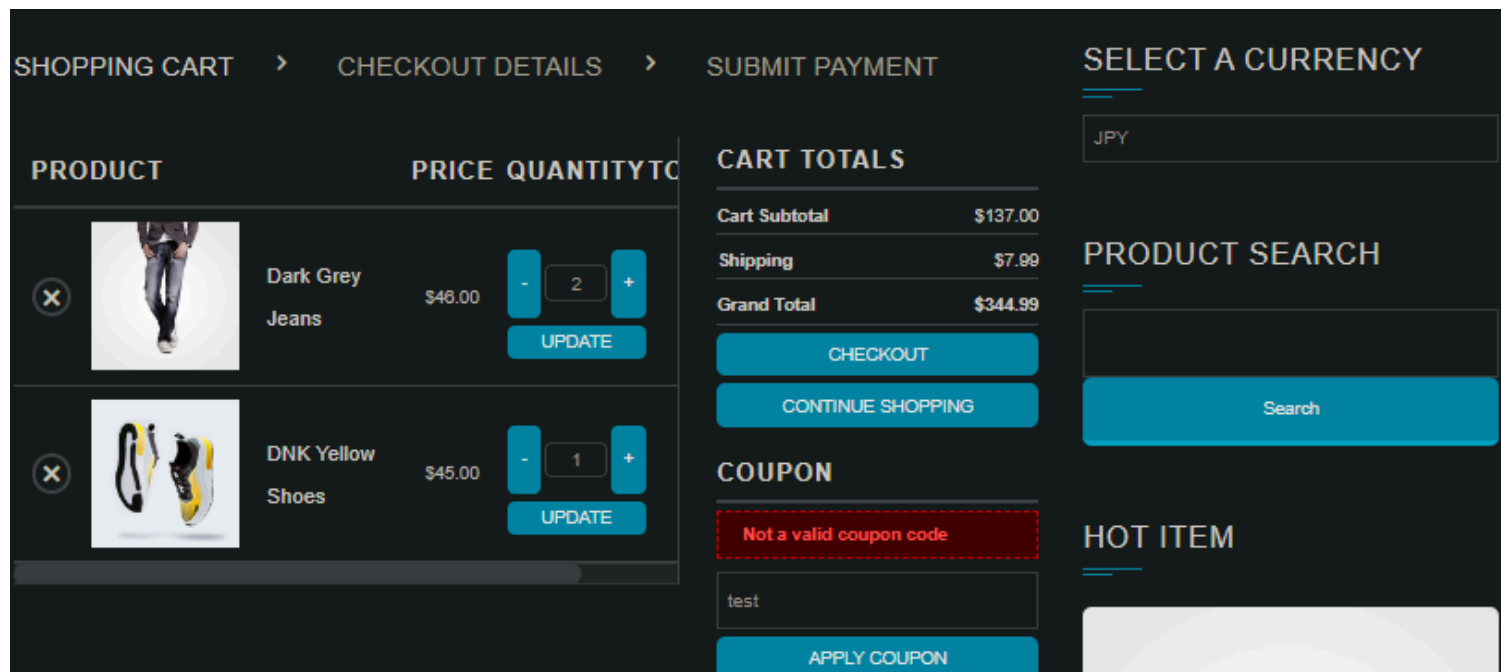 SHOPPING CART > CHECKOUT DETAILS > SUBMIT PAYMENT
PRODUCT PRICE QUANTITY TO
Dark Grey
Jeans
$46.00
- 2 +
UPDATE
DNK Yellow
Shoes
$45.00
- 1 +
UPDATE
CART TOTALS
Cart Subtotal $137.00
Shipping $7.99
Grand Total $344.99
CHECKOUT
CONTINUE SHOPPING
COUPON
Not a valid coupon code
test
APPLY COUPON
SELECT A CURRENCY
JPY
PRODUCT SEARCH
Search
HOT ITEM